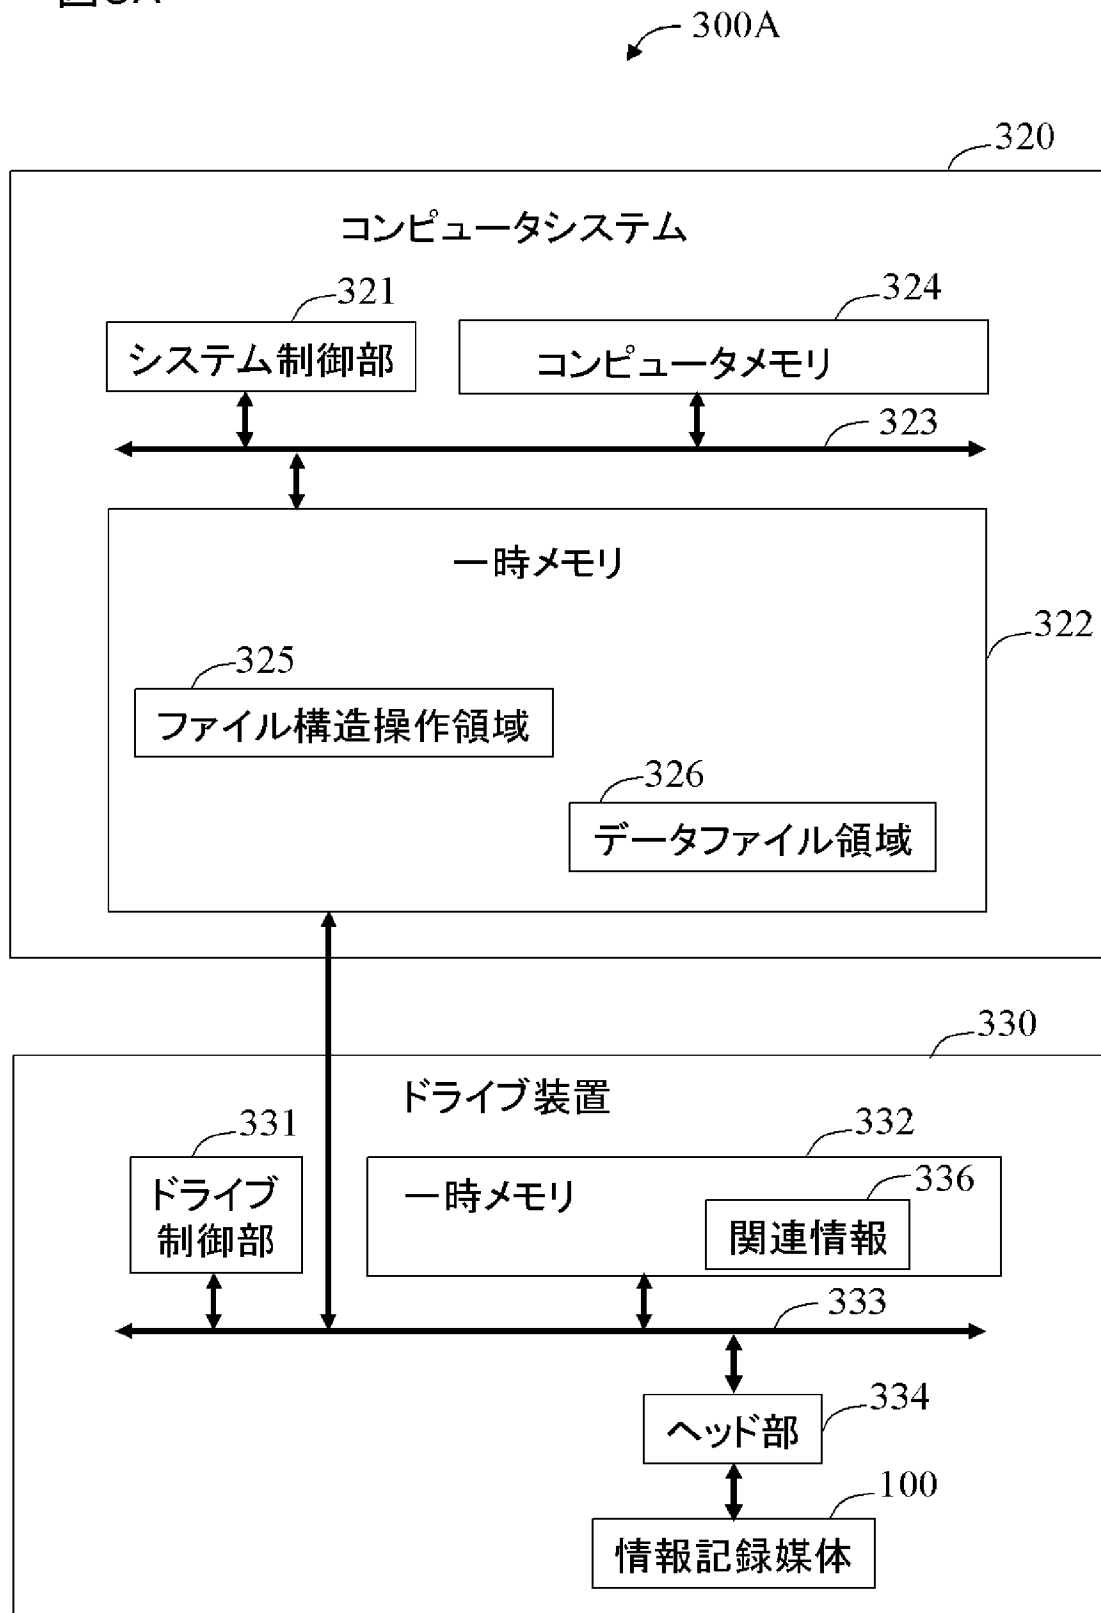 300A
320
コンピュータシステム
321
324
システム制御部
コンピュータメモリ
323
一時メモリ
322
325
ファイル構造操作領域
326
データファイル領域
330
ドライブ装置
331
332
ドライブ
制御部
一時メモリ
336
関連情報
333
334
ヘッド部
100
情報記録媒体